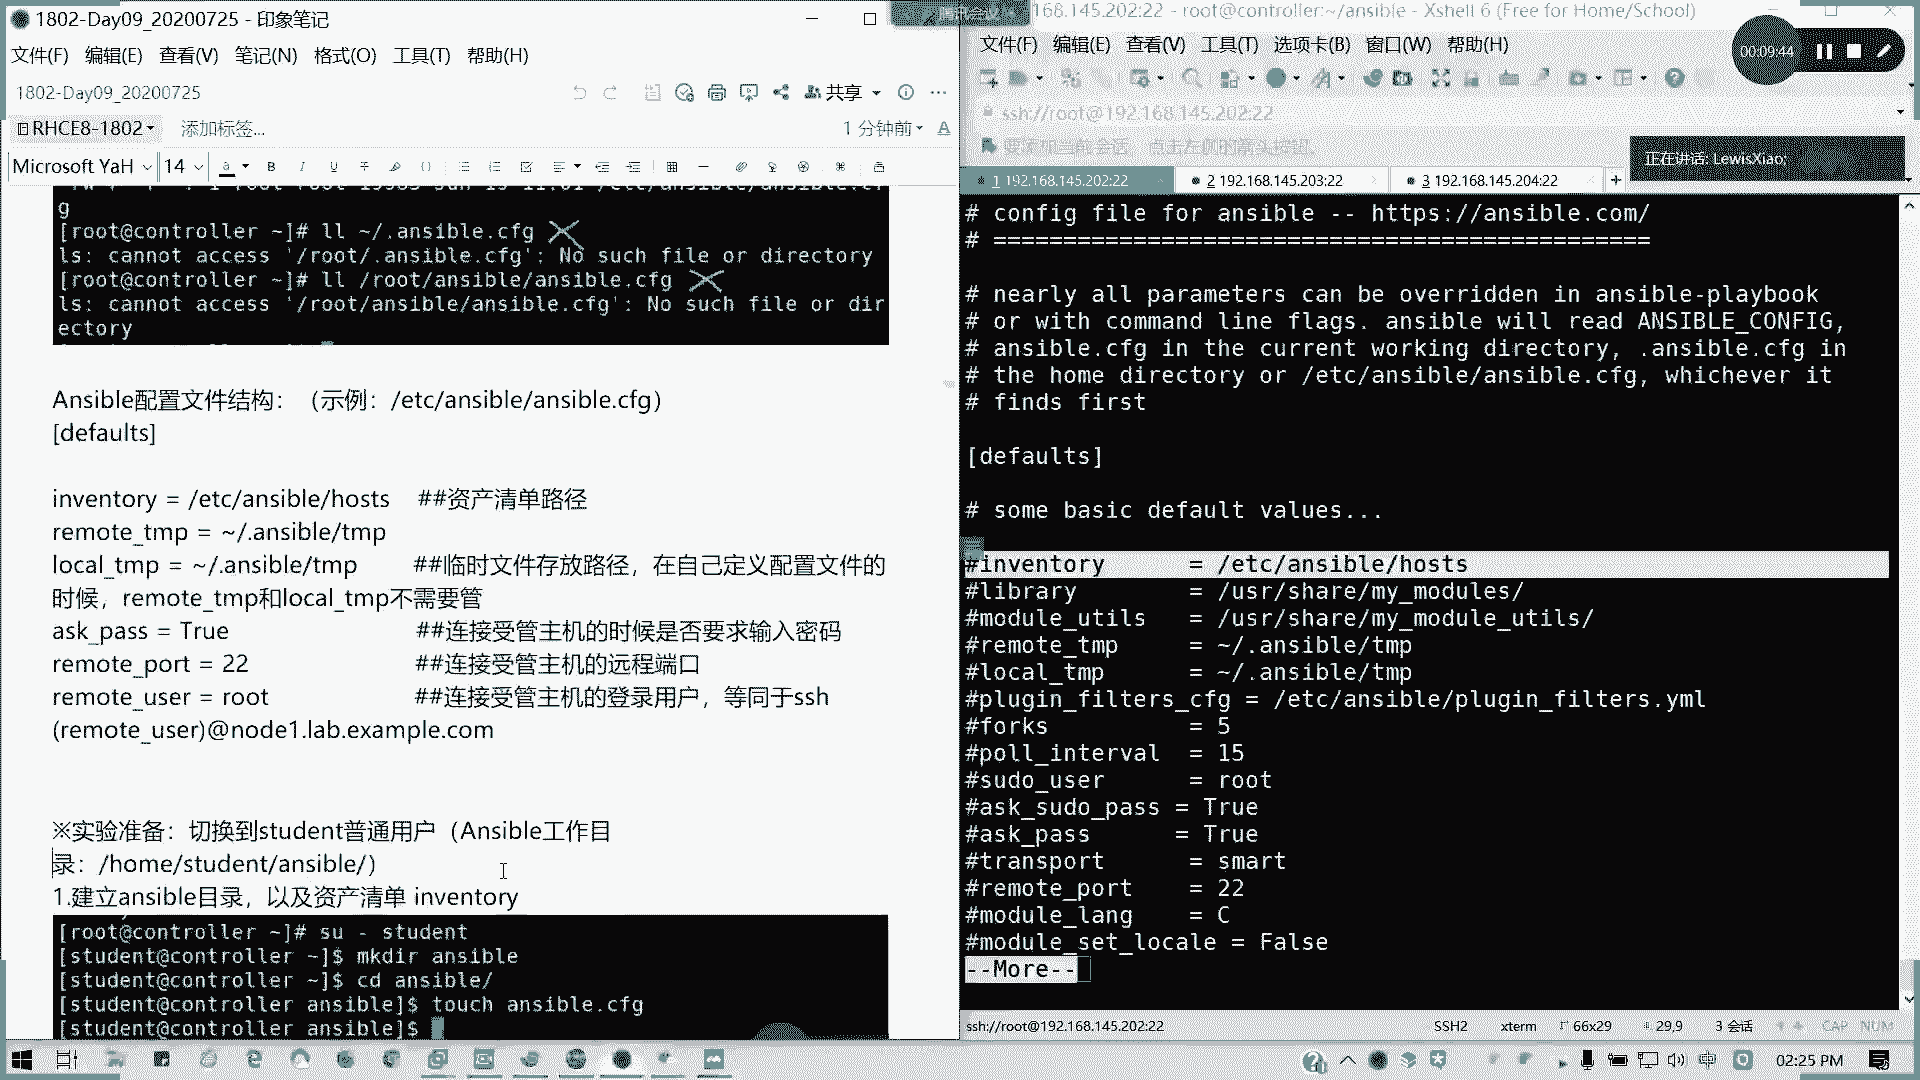 1802-Day09_20200725 - 印象笔记
文件(F) 编辑(E) 查看(V) 笔记(N) 格式(O) 工具(T) 帮助(H)
1802-Day09_20200725
共享
RHCE8-1802
添加标签...
1 分钟前
Microsoft YaH
14
g
[root@controller ~]# ll ~/.ansible.cfg
ls: cannot access '/root/.ansible.cfg': No such file or directory
[root@controller ~]# ll /root/ansible/ansible.cfg
ls: cannot access '/root/ansible/ansible.cfg': No such file or dir
ectory
Ansible配置文件结构：（示例：/etc/ansible/ansible.cfg）
[defaults]
inventory = /etc/ansible/hosts ##资产清单路径
remote_tmp = ~/.ansible/tmp
local_tmp = ~/.ansible/tmp ##临时文件存放路径，在自己定义配置文件的
时候，remote_tmp和local_tmp不需要管
ask_pass = True ##连接受管主机的时候是否要求输入密码
remote_port = 22 ##连接受管主机的远程端口
remote_user = root ##连接受管主机的登录用户，等同于ssh
(remote_user)@node1.lab.example.com
※实验准备：切换到student普通用户（Ansible工作目
录：/home/student/ansible/）
1.建立ansible目录，以及资产清单 inventory
[root@controller ~]# su - student
[student@controller ~]$ mkdir ansible
[student@controller ~]$ cd ansible/
[student@controller ansible]$ touch ansible.cfg
[student@controller ansible]$
168.145.202:22 - root@controller:~/ansible - Xshell 6 (Free for Home/School)
文件(F) 编辑(E) 查看(V) 工具(T) 选项卡(B) 窗口(W) 帮助(H)
00:09:44
ssh://root@192.168.145.202:22
正在讲话: LewisXiao;
1 192.168.145.202:22
2 192.168.145.203:22
3 192.168.145.204:22
# config file for ansible -- https://ansible.com/
# ===============================================
# nearly all parameters can be overridden in ansible-playbook
# or with command line flags. ansible will read ANSIBLE_CONFIG,
# ansible.cfg in the current working directory, .ansible.cfg in
# the home directory or /etc/ansible/ansible.cfg, whichever it
# finds first
[defaults]
# some basic default values...
#inventory = /etc/ansible/hosts
#library = /usr/share/my_modules/
#module_utils = /usr/share/my_module_utils/
#remote_tmp = ~/.ansible/tmp
#local_tmp = ~/.ansible/tmp
#plugin_filters_cfg = /etc/ansible/plugin_filters.yml
#forks = 5
#poll_interval = 15
#sudo_user = root
#ask_sudo_pass = True
#ask_pass = True
#transport = smart
#remote_port = 22
#module_lang = C
#module_set_locale = False
--More--
ssh://root@192.168.145.202:22
SSH2
xterm
66x29
29,9
3 会话
CAP NUM
中
02:25 PM